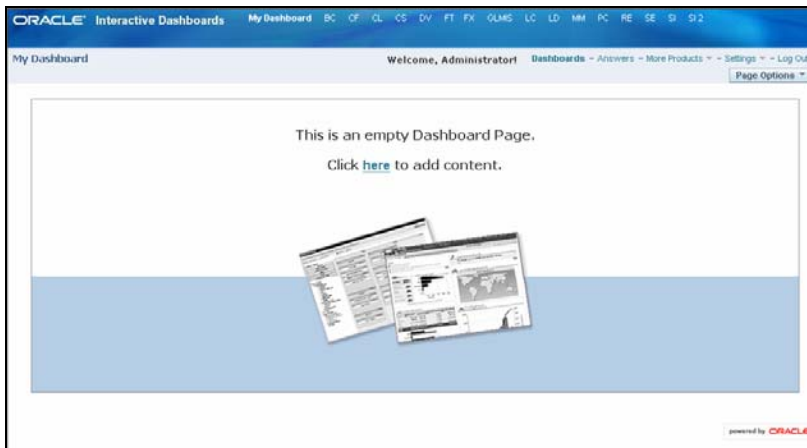 ORACLE Interactive Dashboards My Dashboard BC CF CL CS DV FT FX GLMS LC LD MM PC RE SE SI SI 2
My Dashboard Welcome, Administrator! Dashboards - Answers - More Products - Settings - Log Out
Page Options
This is an empty Dashboard Page.
Click here to add content.
powered by ORACLE